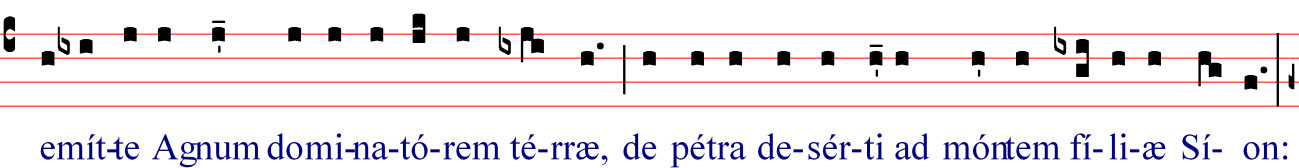 emít-te Agnum domi-na-tó-rem té-rræ, de pétra de-sér-ti ad móntem fí-li-æ Sí- on: